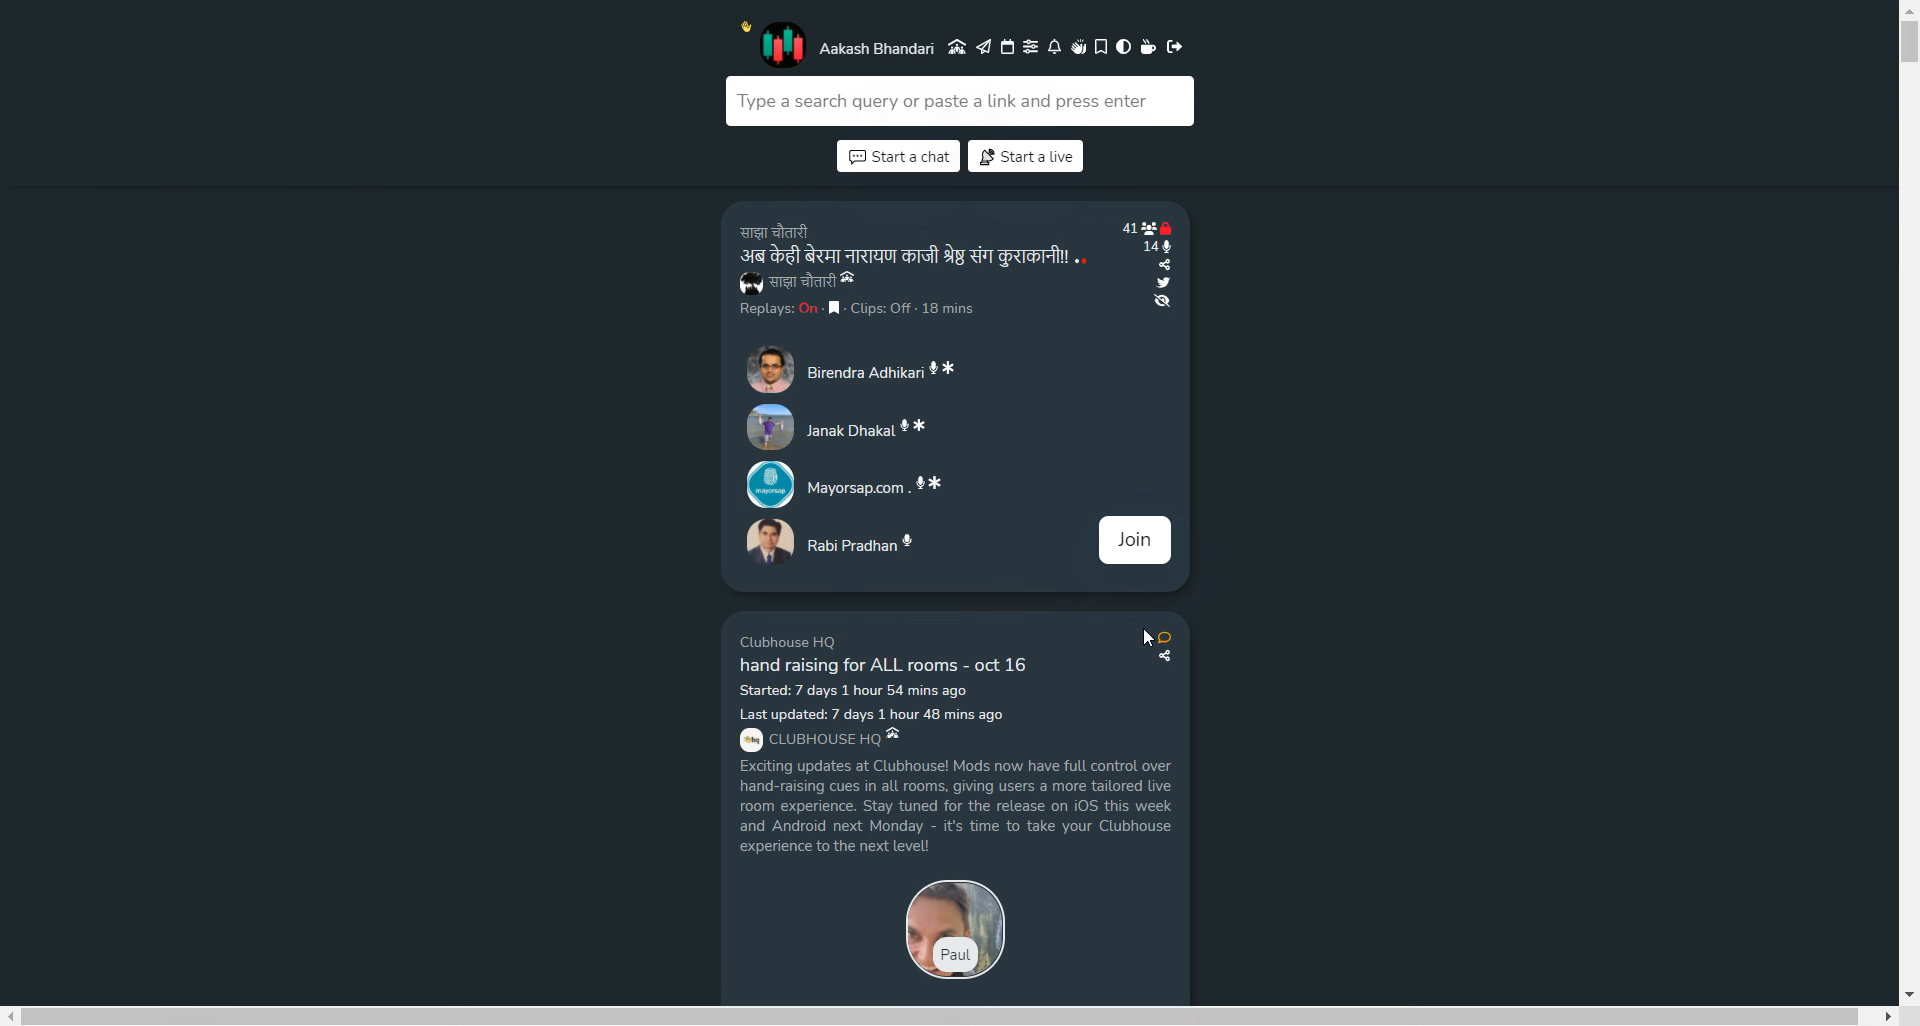 Aakash Bhandari
Type a search query or paste a link and press enter
Start a chat
Start a live
साझा चौतारी
41
अब केही बेरमा नारायण काजी श्रेष्ठ संग कुराकानी!! ..
14
साझा चौतारी
Replays: On · · Clips: Off · 18 mins
Birendra Adhikari
Janak Dhakal
mayorsap
Mayorsap.com .
Rabi Pradhan
Join
Clubhouse HQ
hand raising for ALL rooms - oct 16
Started: 7 days 1 hour 54 mins ago
Last updated: 7 days 1 hour 48 mins ago
hq
CLUBHOUSE HQ
Exciting updates at Clubhouse! Mods now have full control over
hand-raising cues in all rooms, giving users a more tailored live
room experience. Stay tuned for the release on iOS this week
and Android next Monday - it's time to take your Clubhouse
experience to the next level!
Paul